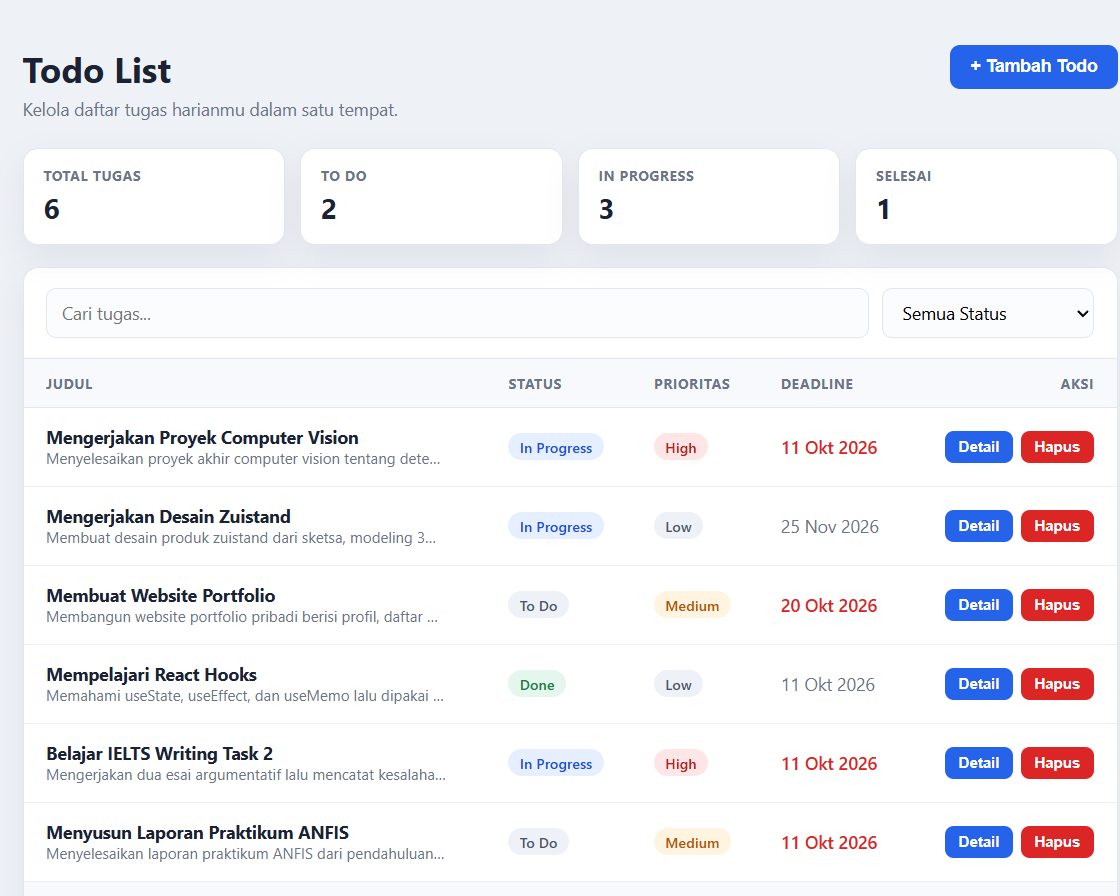 Todo List
+ Tambah Todo
Kelola daftar tugas harianmu dalam satu tempat.
TOTAL TUGAS
6
TO DO
2
IN PROGRESS
3
SELESAI
1
Cari tugas...
Semua Status
JUDUL STATUS PRIORITAS DEADLINE AKSI
Mengerjakan Proyek Computer Vision
Menyelesaikan proyek akhir computer vision tentang dete...
In Progress High 11 Okt 2026 Detail Hapus
Mengerjakan Desain Zuistand
Membuat desain produk zuistand dari sketsa, modeling 3...
In Progress Low 25 Nov 2026 Detail Hapus
Membuat Website Portfolio
Membangun website portfolio pribadi berisi profil, daftar ...
To Do Medium 20 Okt 2026 Detail Hapus
Mempelajari React Hooks
Memahami useState, useEffect, dan useMemo lalu dipakai ...
Done Low 11 Okt 2026 Detail Hapus
Belajar IELTS Writing Task 2
Mengerjakan dua esai argumentatif lalu mencatat kesalaha...
In Progress High 11 Okt 2026 Detail Hapus
Menyusun Laporan Praktikum ANFIS
Menyelesaikan laporan praktikum ANFIS dari pendahuluan...
To Do Medium 11 Okt 2026 Detail Hapus